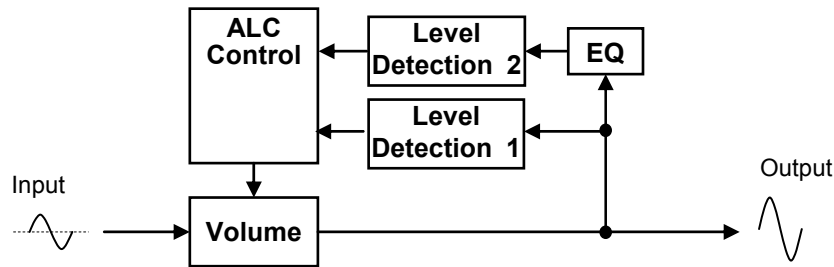 ALC
Control
Level
Detection 2
EQ
Level
Detection 1
Input
Output
Volume